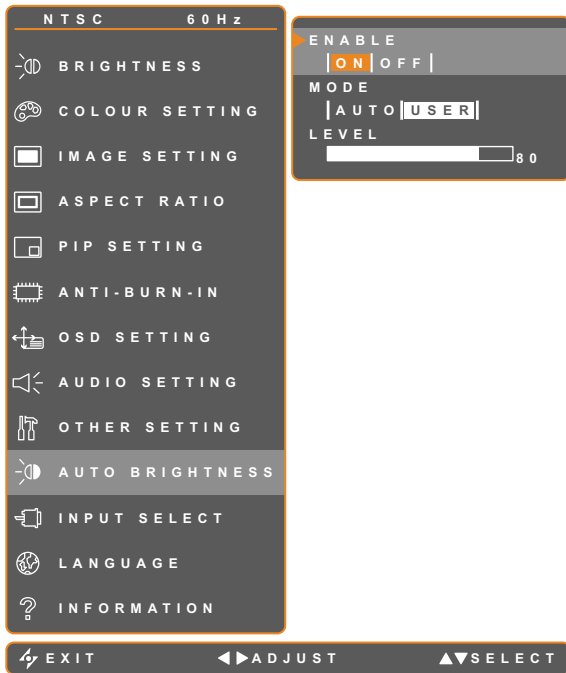 NTSC 60Hz
BRIGHTNESS
COLOUR SETTING
IMAGE SETTING
ASPECT RATIO
PIP SETTING
ANTI-BURN-IN
OSD SETTING
AUDIO SETTING
OTHER SETTING
AUTO BRIGHTNESS
INPUT SELECT
LANGUAGE
? INFORMATION
ENABLE
ON OFF
MODE
AUTO USER
LEVEL
80
EXIT ADJUST SELECT